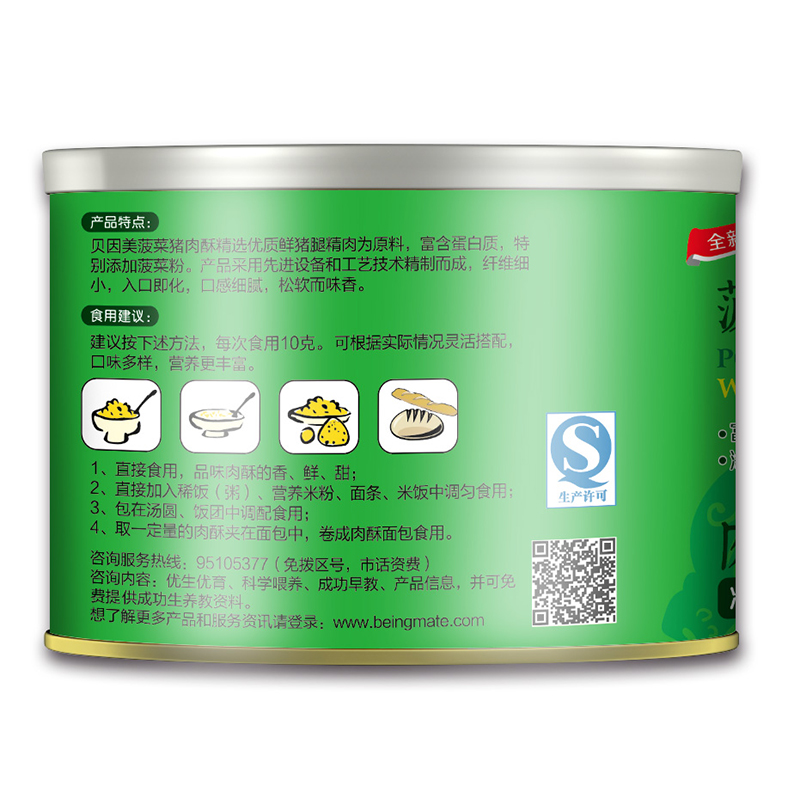 产品特点：
贝因美菠菜猪肉酥精选优质鲜猪腿精肉为原料，富含蛋白质，特
别添加菠菜粉。产品采用先进设备和工艺技术精制而成，纤维细
小，入口即化，口感细腻，松软而味香。
食用建议：
建议按下述方法，每次食用10克。可根据实际情况灵活搭配，
口味多样，营养更丰富。
1、直接食用，品味肉酥的香、鲜、甜；
2、直接加入稀饭（粥）、营养米粉、面条、米饭中调匀食用；
3、包在汤圆、饭团中调配食用；
4、取一定量的肉酥夹在面包中，卷成肉酥面包食用。
咨询服务热线：95105377（免拨区号，市话资费）
咨询内容：优生优育、科学喂养、成功早教、产品信息，并可免
费提供成功生养教资料。
想了解更多产品和服务资讯请登录：www.beingmate.com
生产许可
全新